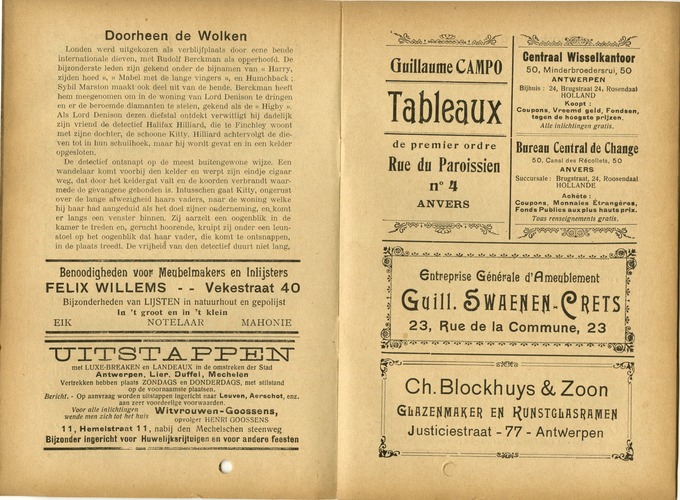 Doorheen de Wolken
Londen werd uitgekozen als verblijfplaats door eene bende
internationale dieven, met Rudolf Berckman als opperhoofd. De
bijzonderste leden zijn gekend onder de bijnamen van « Harry,
zijden hoed », « Mabel met de lange vingers », en Humchback ;
Sybil Marston maakt ook deel uit van de bende. Berckman heeft
hem meegenomen om in de woning van Lord Denison te dringen
en er de beroemde diamanten te stelen, gekend als de « Higby ».
Als Lord Denison dezen diefstal ontdekt verwittigt hij dadelijk
zijn vriend de detectief Halifax Hilliard, die te Finchley woont
met zijne dochter, de schoone Kitty. Hilliard achtervolgt de die-
ven tot in hun schuilhoek, maar hij wordt gevat en in een kelder
opgesloten.
De detectief ontsnapt op de meest buitengewone wijze. Een
wandelaar komt voorbij den kelder en werpt zijn eindje cigaar
weg, dat door het keldergat valt en de koorden verbrandt waar-
mede de gevangene gebonden is. Intusschen gaat Kitty, ongerust
over de lange afwezigheid haars vaders, naar de woning welke
hij haar had aangeduid als het doel zijner onderneming, en komt
er langs een venster binnen. Zij aarzelt een oogenblik in de
kamer te treden en, gerucht hoorende, kruipt zij onder een leun-
stoel op het oogenblik dat haar vader, die komt te ontsnappen,
in de plaats treedt. De vrijheid van den detectief duurt niet lang,
Benoodigheden voor Meubelmakers en Inlijsters
FELIX WILLEMS - - Vekestraat 40
Bijzonderheden van LIJSTEN in natuurhout en gepolijst
In 't groot en in 't klein
EIK NOTELAAR MAHONIE
UITSTAPPEN
met LUXE-BREAKEN en LANDEAUX in de omstreken der Stad
Antwerpen, Lier, Duffel, Mechelen
Vertrekken hebben plaats ZONDAGS en DONDERDAGS, met stilstand
op de voornaamste plaatsen.
Bericht. - Op aanvraag worden uitstappen ingericht naar Leuven, Aerschot, enz.
aan zeer voordeelige voorwaarden.
Voor alle inlichtingen
wende men zich tot het huis
Witvrouwen-Goossens,
opvolger HENRI GOOSSENS
11, Hemelstraat 11, nabij den Mechelschen steenweg
Bijzonder ingericht voor Huwelijksrijtuigen en voor andere feesten
Guillaume CAMPO
Tableaux
de premier ordre
Rue du Paroissien
n° 4
ANVERS
Centraal Wisselkantoor
50, Minderbroedersrui, 50
ANTWERPEN
Bijhuis : 24, Brugstraat, 24, Rosendaal
HOLLAND
Koopt :
Coupons, Vreemd geld, Fondsen,
tegen de hoogste prijzen.
Alle inlichtingen gratis.
Bureau Central de Change
50, Canal des Récollets, 50
ANVERS
Succursale : Brugstraat, 24, Roosendaal
HOLLANDE
Achète :
Coupons, Monnaies Étrangères,
Fonds Publics aux plus hauts prix.
Tous renseignements gratis.
Entreprise Générale d'Ameublement
Guill. SWAENEN-CRETS
23, Rue de la Commune, 23
Ch. Blockhuys & Zoon
GLAZENMAKER EN KUNSTGLASRAMEN
Justiciestraat - 77 - Antwerpen